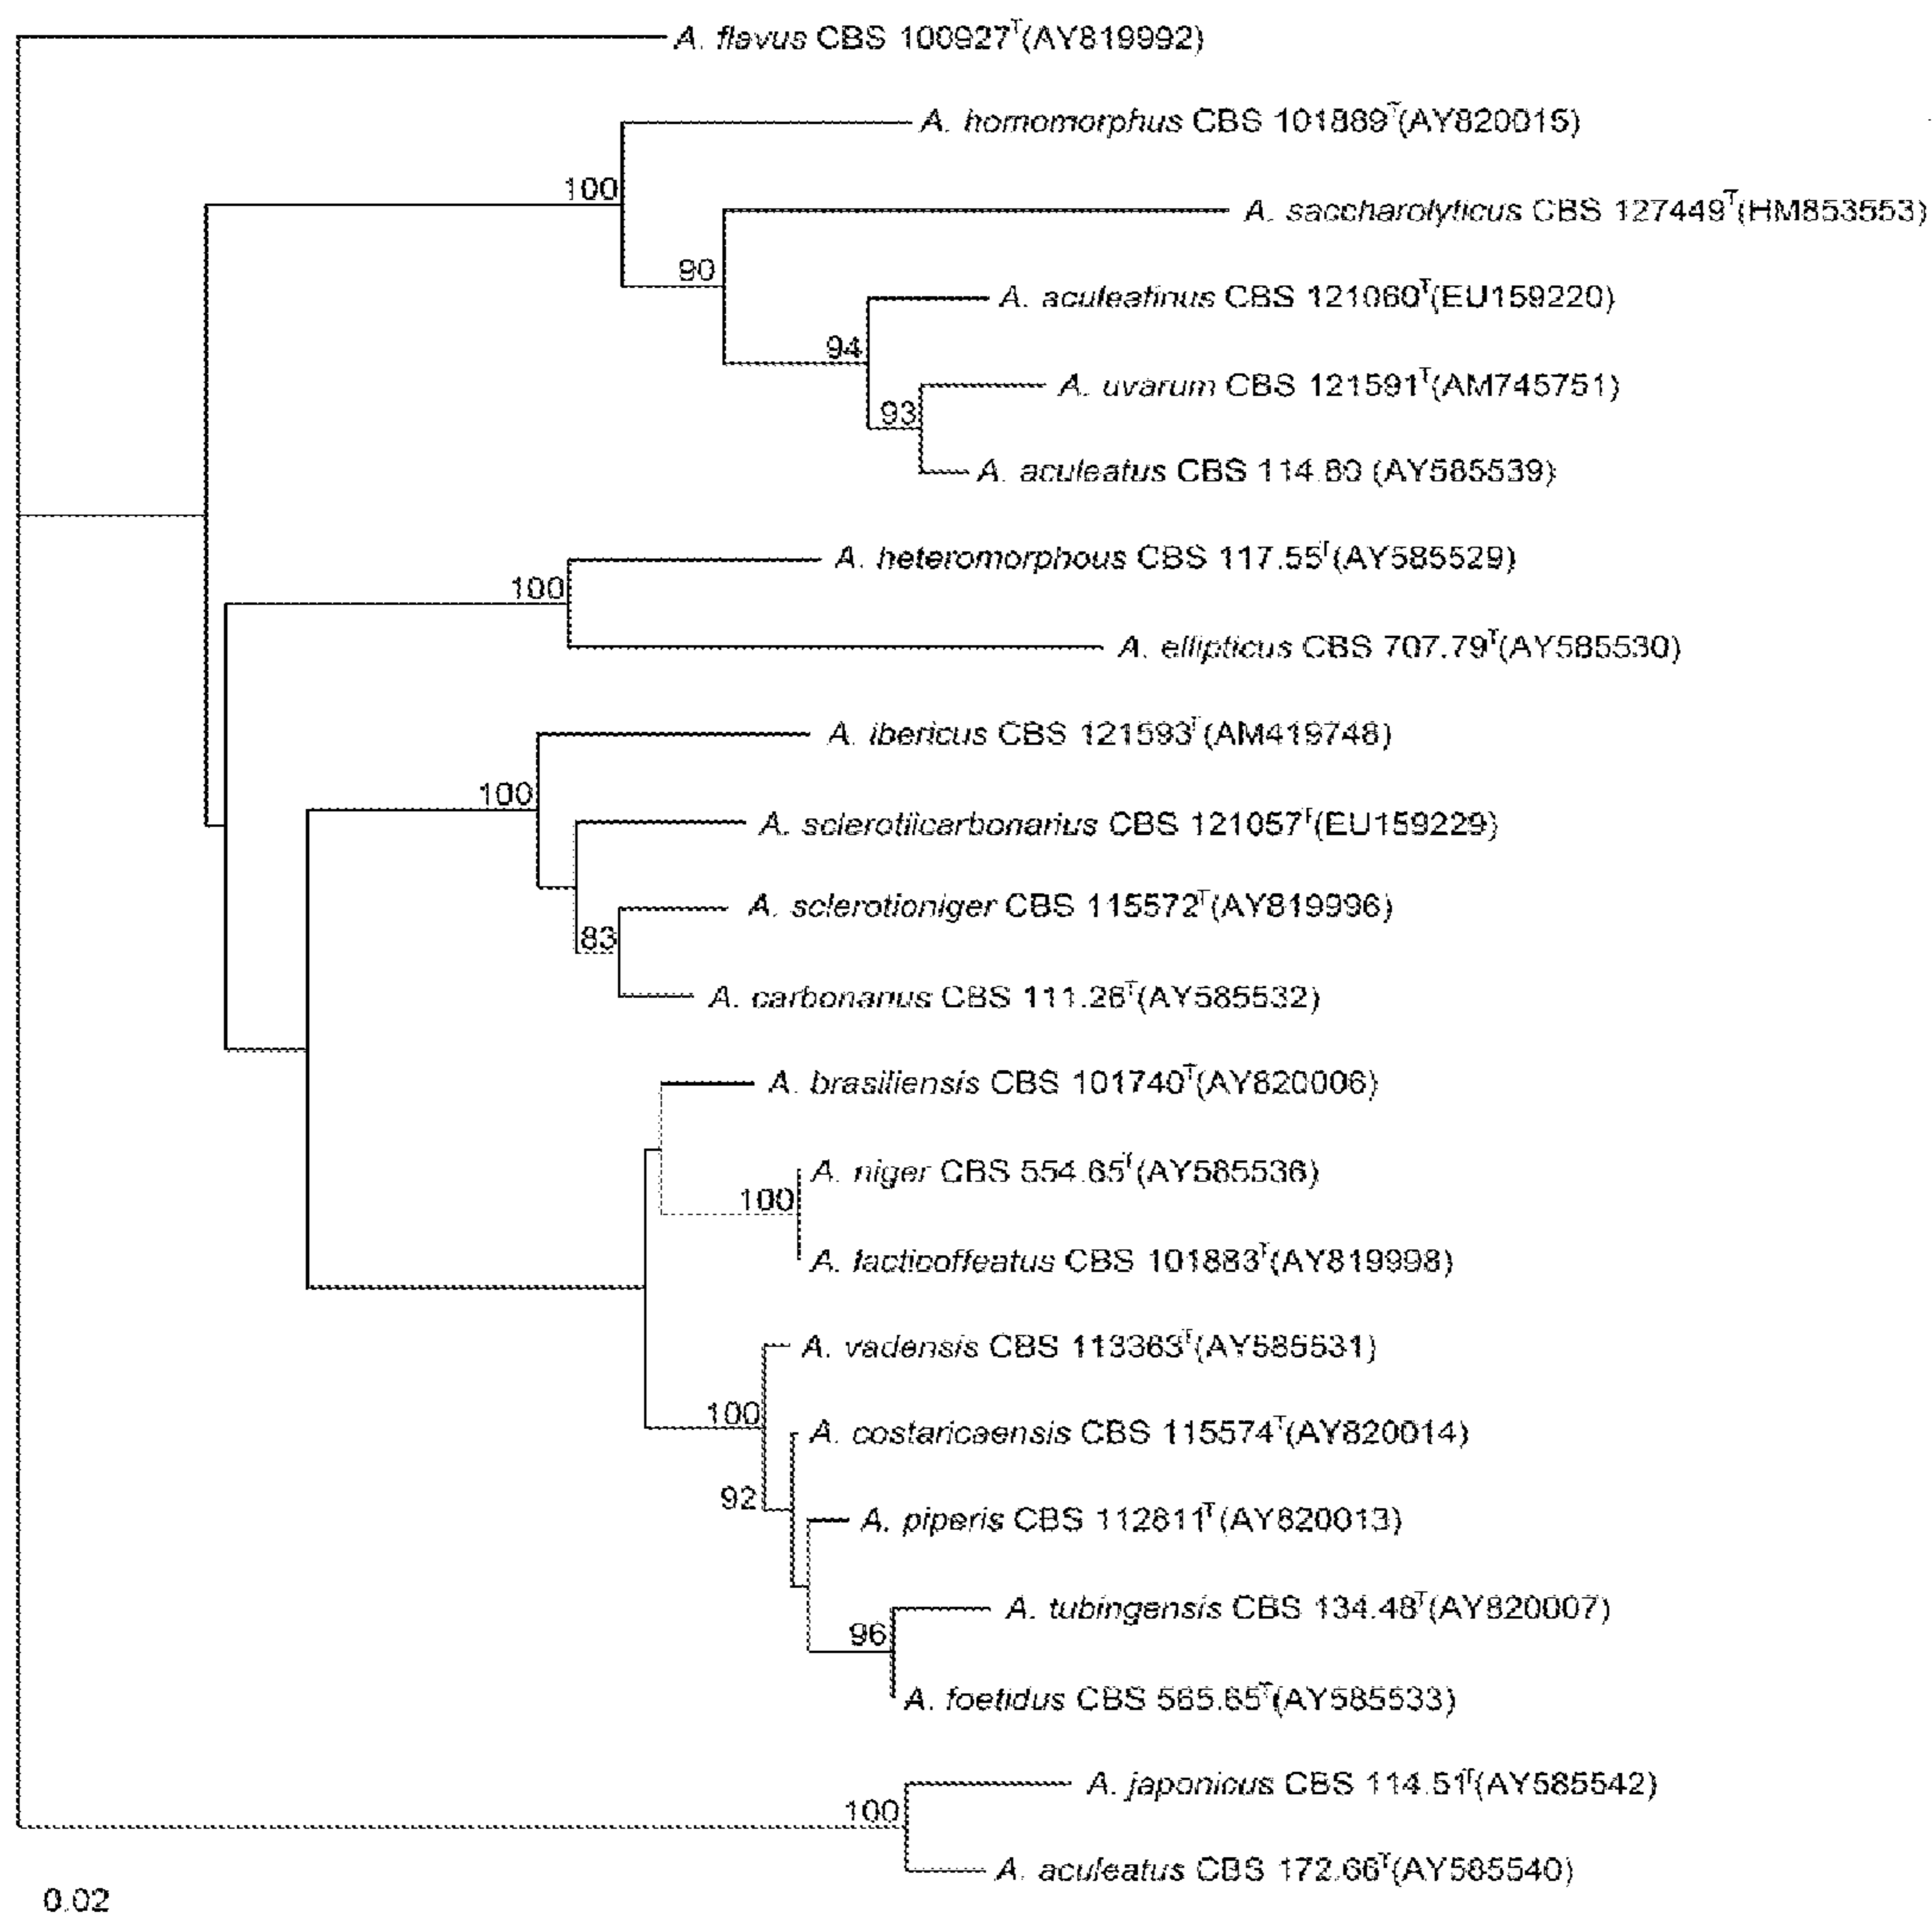 A. flavus CBS 100927T(AY819992)
A. homomorphus CBS 101889T(AY820015)
100
A. saccharolyticus CBS 127449T(HM853553)
90
A. aculeatinus CBS 121060T(EU159220)
94
A. uvarum CBS 121591T(AM745751)
93
A. aculeatus CBS 114.80 (AY585539)
A. heteromorphous CBS 117.55T(AY585529)
100
A. ellipticus CBS 707.79T(AY585530)
A. ibericus CBS 121593T(AM419748)
100
A. sclerotiicarbonarius CBS 121057T(EU159229)
A. sclerotioniger CBS 115572T(AY819996)
83
A. carbonarius CBS 111.26T(AY585532)
A. brasiliensis CBS 101740T(AY820006)
A. niger CBS 554.65T(AY585536)
100
A. lacticoffeatus CBS 101883T(AY819998)
A. vadensis CBS 113363T(AY585531)
100
A. costaricaensis CBS 115574T(AY820014)
92
A. piperis CBS 112811T(AY820013)
A. tubingensis CBS 134.48T(AY820007)
96
A. foetidus CBS 565.65T(AY585533)
A. japonicus CBS 114.51T(AY585542)
100
A. aculeatus CBS 172.66T(AY585540)
0.02